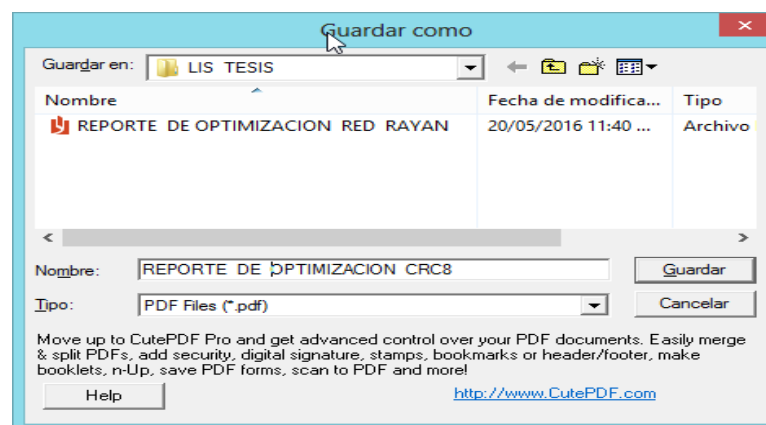 Guardar como
Guardar en: LIS TESIS
Nombre Fecha de modifica... Tipo
REPORTE DE OPTIMIZACION RED RAYAN 20/05/2016 11:40 ... Archivo
Nombre: REPORTE DE OPTIMIZACION CRC8 Guardar
Tipo: PDF Files (*.pdf) Cancelar
Move up to CutePDF Pro and get advanced control over your PDF documents. Easily merge
& split PDFs, add security, digital signature, stamps, bookmarks or header/footer, make
booklets, n-Up, save PDF forms, scan to PDF and more!
Help http://www.CutePDF.com